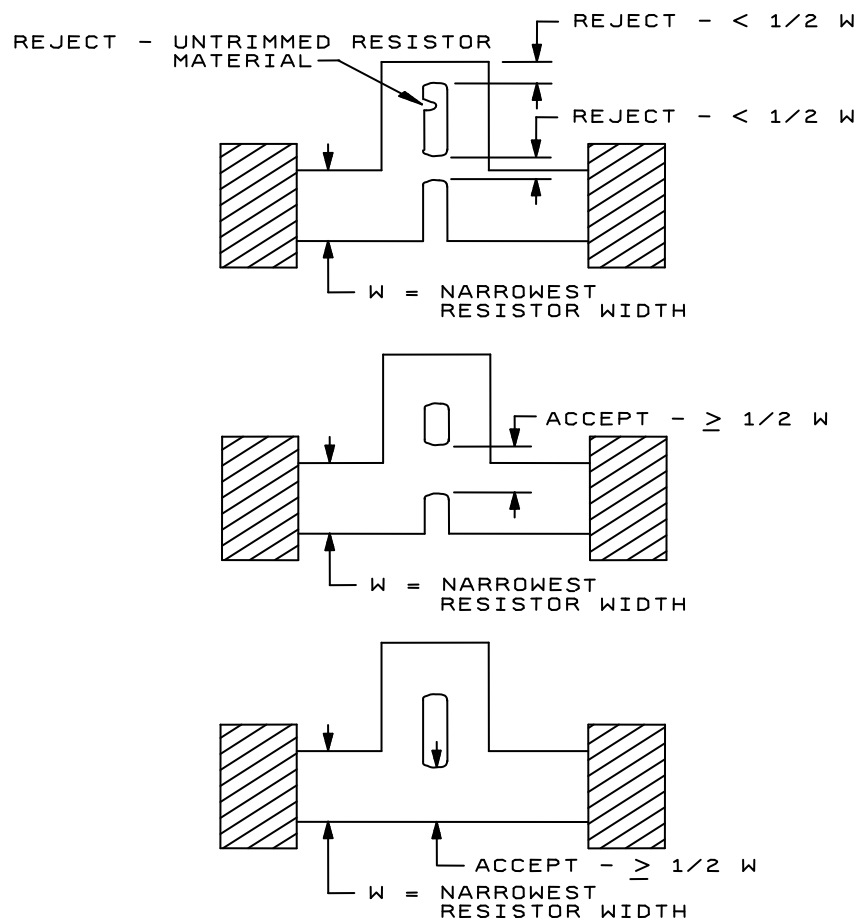 REJECT - < 1/2 W
REJECT - UNTRIMMED RESISTOR
MATERIAL
REJECT - < 1/2 W
W = NARROWEST
RESISTOR WIDTH
ACCEPT - ≥ 1/2 W
W = NARROWEST
RESISTOR WIDTH
ACCEPT - ≥ 1/2 W
W = NARROWEST
RESISTOR WIDTH